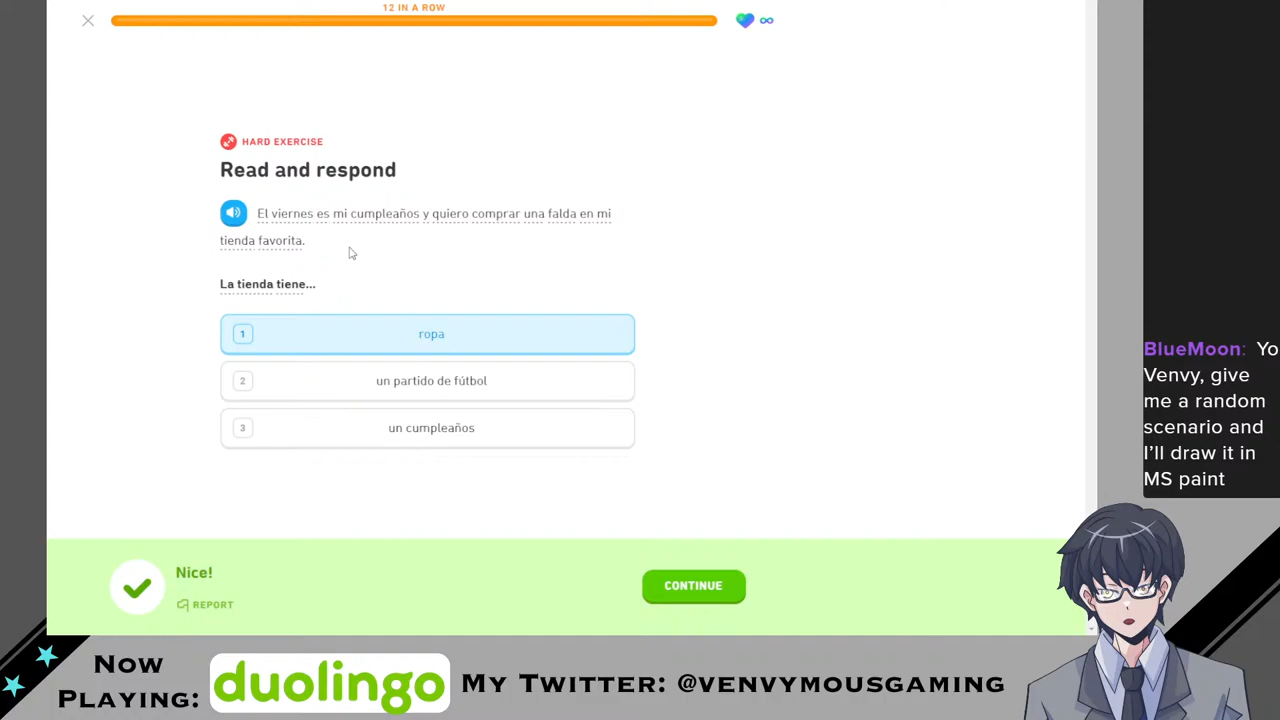 12 IN A ROW
HARD EXERCISE
Read and respond
El viernes es mi cumpleaños y quiero comprar una falda en mi
tienda favorita.
La tienda tiene...
1 ropa
2 un partido de fútbol
3 un cumpleaños
Nice!
REPORT
CONTINUE
BlueMoon: Yo
Venvy, give
me a random
scenario and
I'll draw it in
MS paint
Now
Playing:
duolingo
My Twitter: @venvymousgaming